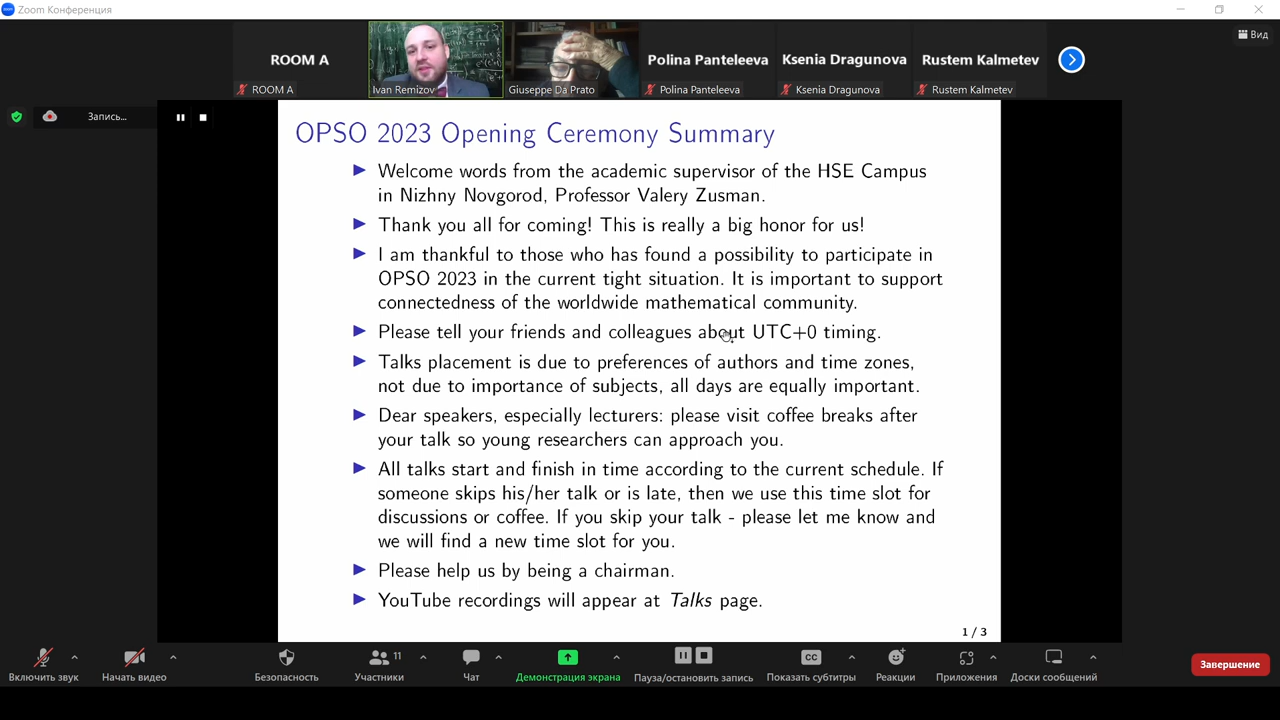 zoom
Zoom Конференция
Вид
ROOM A
ROOM A
Ivan Remizov
Giuseppe Da Prato
Polina Panteleeva
Polina Panteleeva
Ksenia Dragunova
Ksenia Dragunova
Rustem Kalmetev
Rustem Kalmetev
Запись...
OPSO 2023 Opening Ceremony Summary
Welcome words from the academic supervisor of the HSE Campus
in Nizhny Novgorod, Professor Valery Zusman.
Thank you all for coming! This is really a big honor for us!
I am thankful to those who has found a possibility to participate in
OPSO 2023 in the current tight situation. It is important to support
connectedness of the worldwide mathematical community.
Please tell your friends and colleagues about UTC+0 timing.
Talks placement is due to preferences of authors and time zones,
not due to importance of subjects, all days are equally important.
Dear speakers, especially lecturers: please visit coffee breaks after
your talk so young researchers can approach you.
All talks start and finish in time according to the current schedule. If
someone skips his/her talk or is late, then we use this time slot for
discussions or coffee. If you skip your talk - please let me know and
we will find a new time slot for you.
Please help us by being a chairman.
YouTube recordings will appear at Talks page.
1 / 3
Включить звук
Начать видео
Безопасность
11
Участники
Чат
Демонстрация экрана
Пауза/остановить запись
CC
Показать субтитры
Реакции
Приложения
Доски сообщений
Завершение